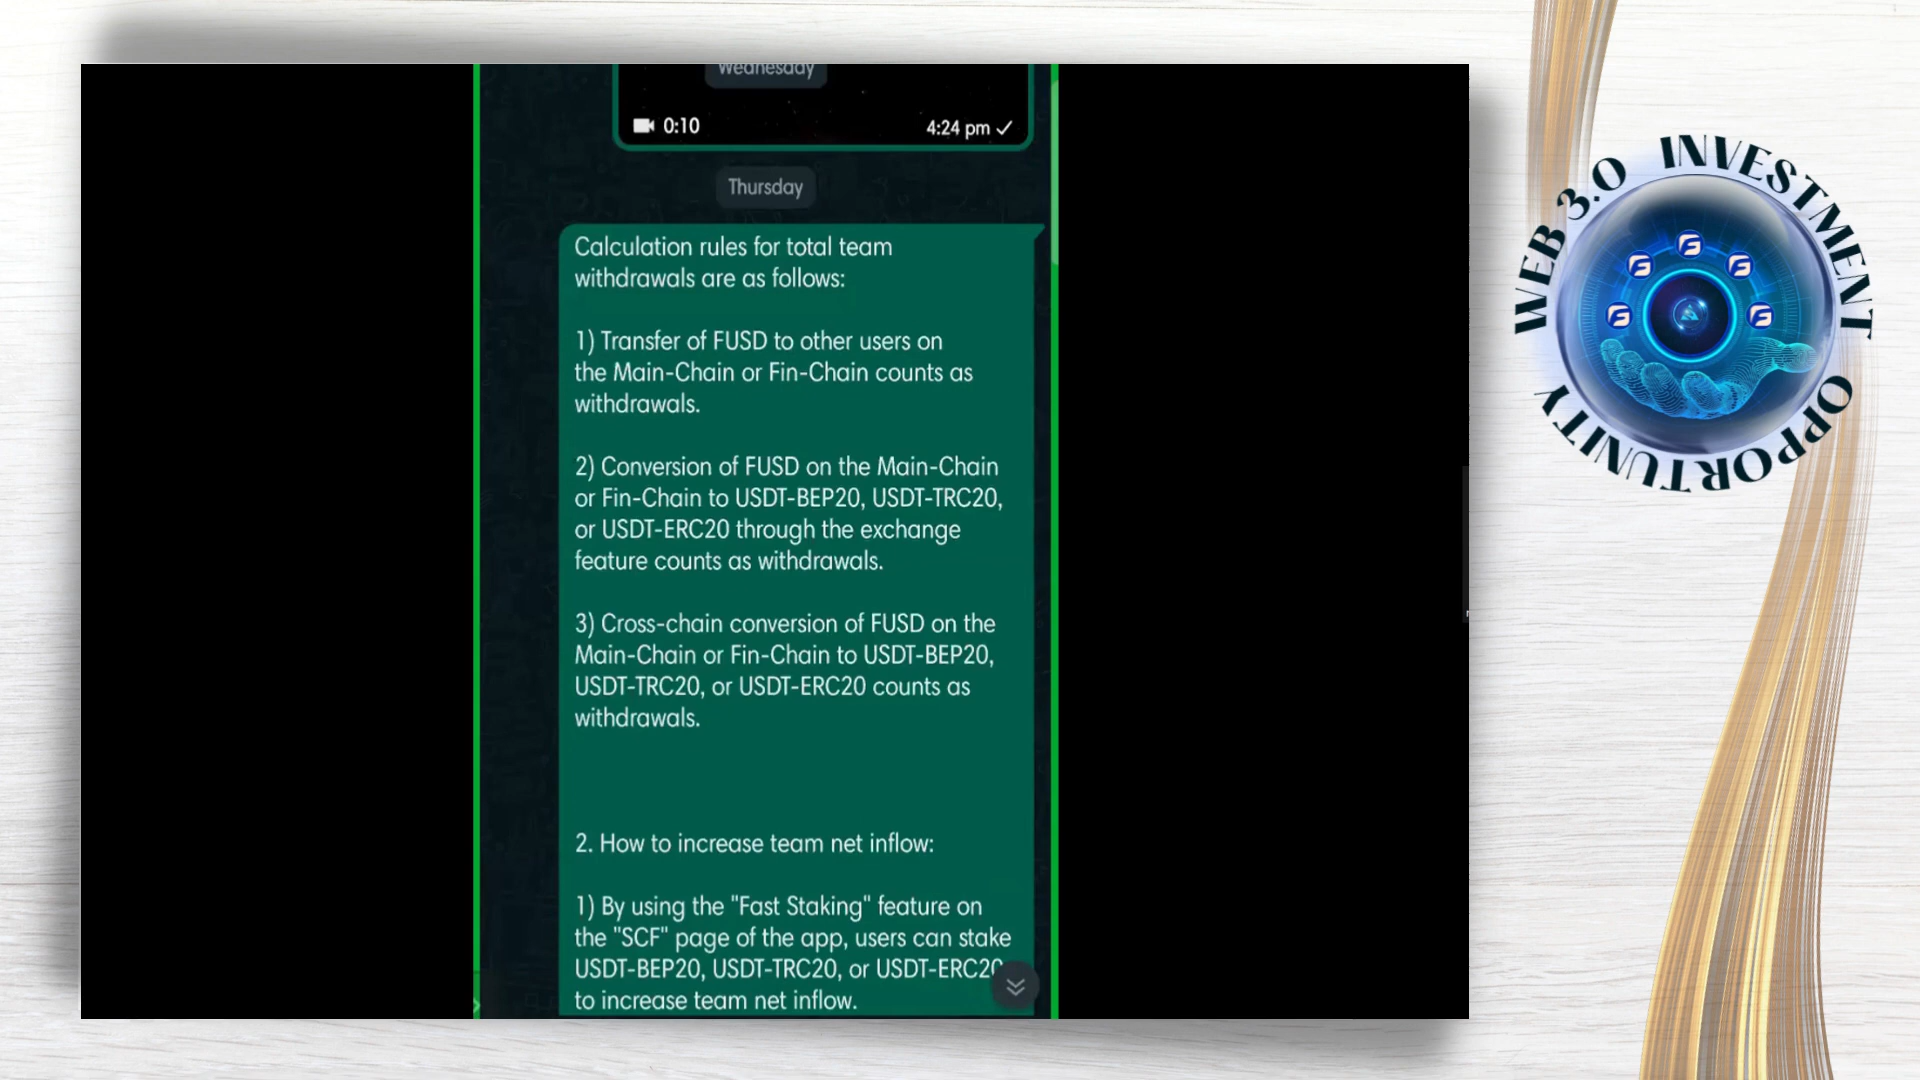 Wednesday
0:10
4:24 pm
Thursday
Calculation rules for total team
withdrawals are as follows:
1) Transfer of FUSD to other users on
the Main-Chain or Fin-Chain counts as
withdrawals.
2) Conversion of FUSD on the Main-Chain
or Fin-Chain to USDT-BEP20, USDT-TRC20,
or USDT-ERC20 through the exchange
feature counts as withdrawals.
3) Cross-chain conversion of FUSD on the
Main-Chain or Fin-Chain to USDT-BEP20,
USDT-TRC20, or USDT-ERC20 counts as
withdrawals.
2. How to increase team net inflow:
1) By using the "Fast Staking" feature on
the "SCF" page of the app, users can stake
USDT-BEP20, USDT-TRC20, or USDT-ERC20
to increase team net inflow.
WEB 3.0 INVESTMENT
OPPORTUNITY